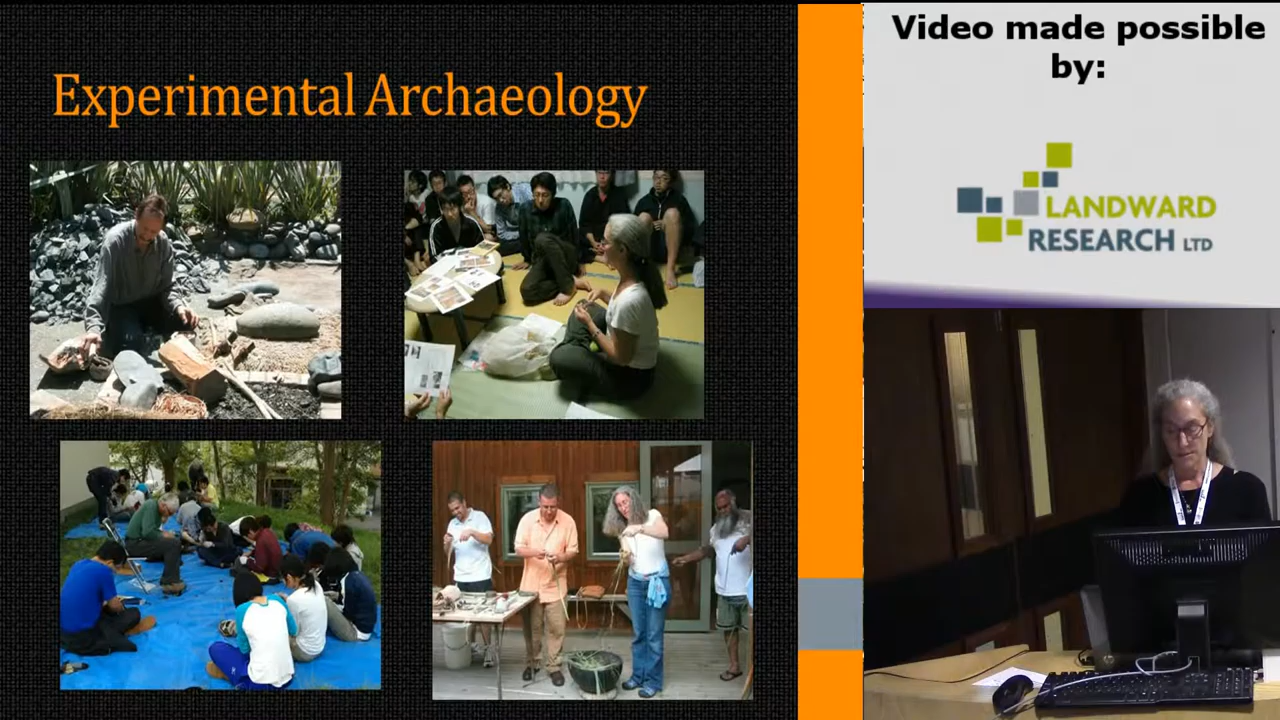 Experimental Archaeology
Video made possible
by:
LANDWARD
RESEARCH LTD